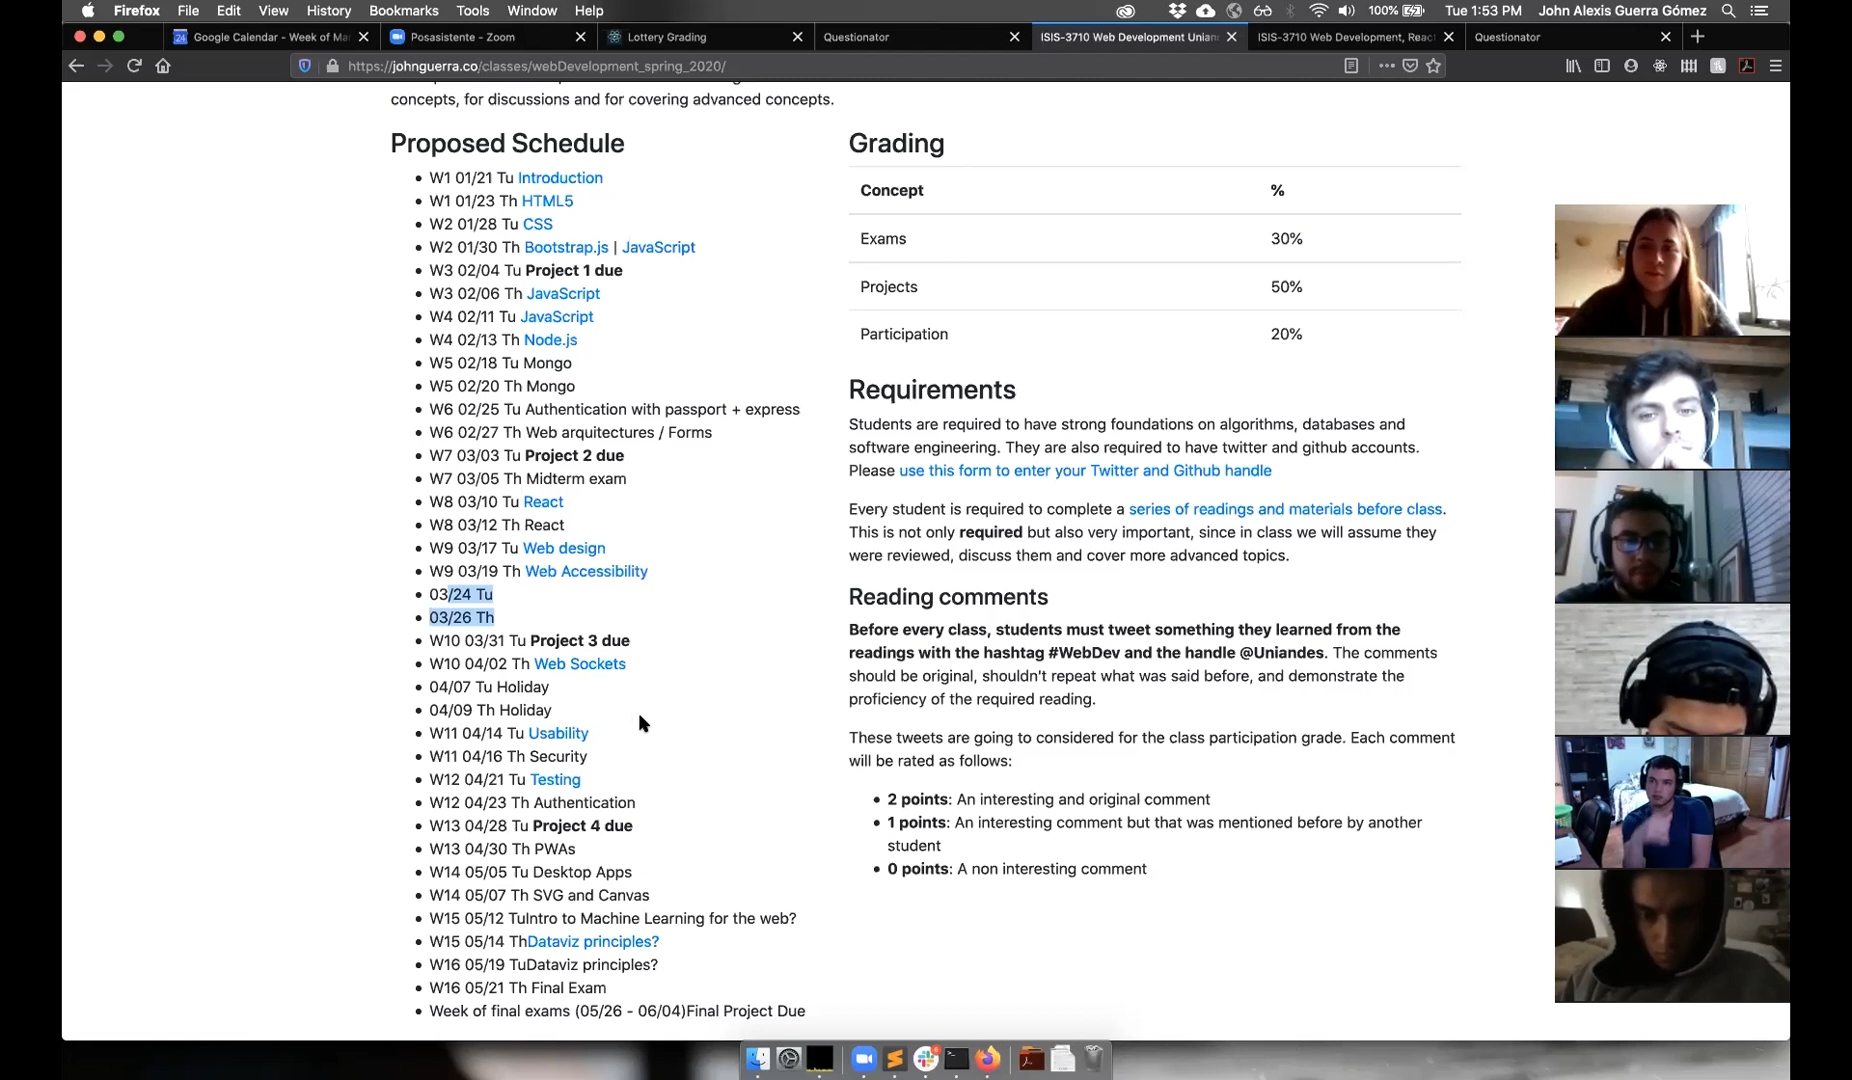 Firefox File Edit View History Bookmarks Tools Window Help 100% Tue 1:53 PM John Alexis Guerra Gómez
Google Calendar - Week of Ma
Posasistente - Zoom
Lottery Grading
Questionator
ISIS-3710 Web Development Unian
ISIS-3710 Web Development, Reac
Questionator
https://johnguerra.co/classes/webDevelopment_spring_2020/
concepts, for discussions and for covering advanced concepts.
Proposed Schedule
W1 01/21 Tu Introduction
W1 01/23 Th HTML5
W2 01/28 Tu CSS
W2 01/30 Th Bootstrap.js | JavaScript
W3 02/04 Tu Project 1 due
W3 02/06 Th JavaScript
W4 02/11 Tu JavaScript
W4 02/13 Th Node.js
W5 02/18 Tu Mongo
W5 02/20 Th Mongo
W6 02/25 Tu Authentication with passport + express
W6 02/27 Th Web arquitectures / Forms
W7 03/03 Tu Project 2 due
W7 03/05 Th Midterm exam
W8 03/10 Tu React
W8 03/12 Th React
W9 03/17 Tu Web design
W9 03/19 Th Web Accessibility
03/24 Tu
03/26 Th
W10 03/31 Tu Project 3 due
W10 04/02 Th Web Sockets
04/07 Tu Holiday
04/09 Th Holiday
W11 04/14 Tu Usability
W11 04/16 Th Security
W12 04/21 Tu Testing
W12 04/23 Th Authentication
W13 04/28 Tu Project 4 due
W13 04/30 Th PWAs
W14 05/05 Tu Desktop Apps
W14 05/07 Th SVG and Canvas
W15 05/12 TuIntro to Machine Learning for the web?
W15 05/14 ThDataviz principles?
W16 05/19 TuDataviz principles?
W16 05/21 Th Final Exam
Week of final exams (05/26 - 06/04)Final Project Due
Grading
Concept %
Exams 30%
Projects 50%
Participation 20%
Requirements
Students are required to have strong foundations on algorithms, databases and
software engineering. They are also required to have twitter and github accounts.
Please use this form to enter your Twitter and Github handle
Every student is required to complete a series of readings and materials before class.
This is not only required but also very important, since in class we will assume they
were reviewed, discuss them and cover more advanced topics.
Reading comments
Before every class, students must tweet something they learned from the
readings with the hashtag #WebDev and the handle @Uniandes. The comments
should be original, shouldn't repeat what was said before, and demonstrate the
proficiency of the required reading.
These tweets are going to considered for the class participation grade. Each comment
will be rated as follows:
2 points: An interesting and original comment
1 points: An interesting comment but that was mentioned before by another
student
0 points: A non interesting comment